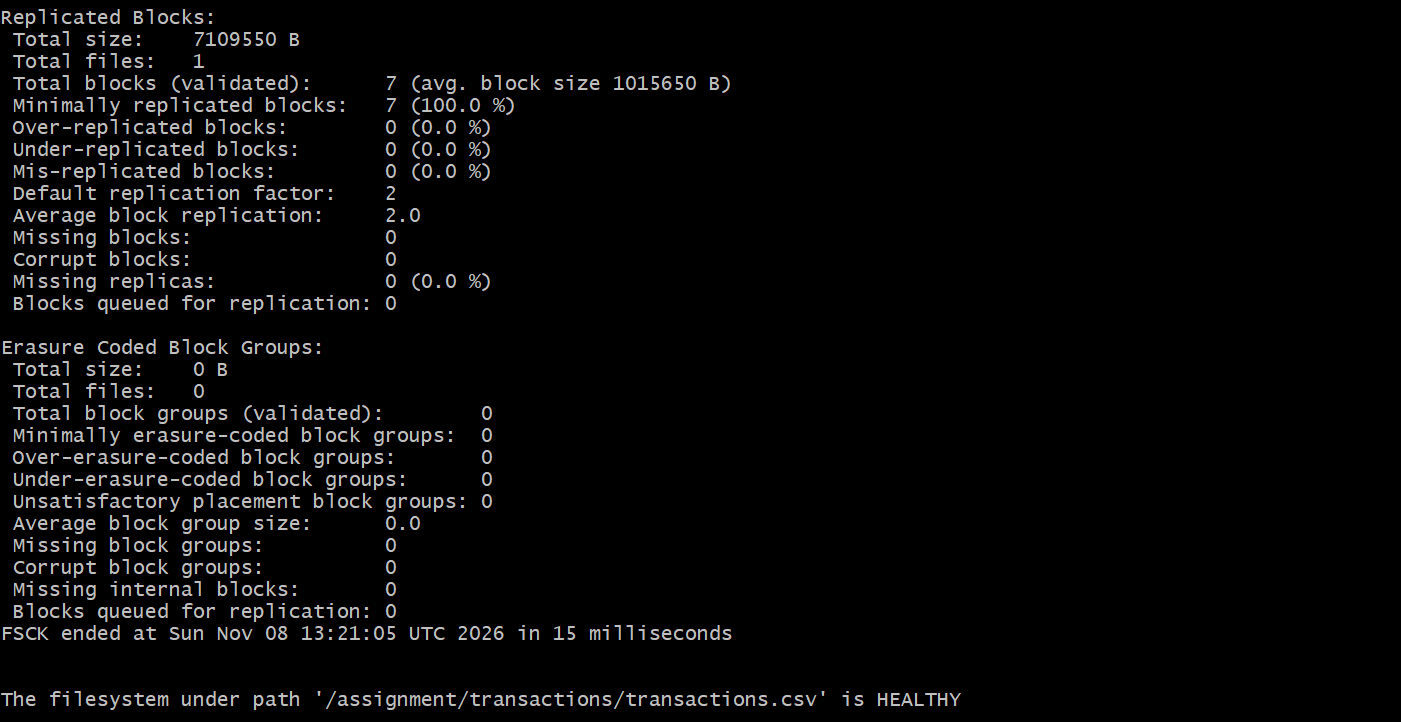 Replicated Blocks:
 Total size:    7109550 B
 Total files:   1
 Total blocks (validated):      7 (avg. block size 1015650 B)
 Minimally replicated blocks:   7 (100.0 %)
 Over-replicated blocks:        0 (0.0 %)
 Under-replicated blocks:       0 (0.0 %)
 Mis-replicated blocks:         0 (0.0 %)
 Default replication factor:    2
 Average block replication:     2.0
 Missing blocks:                0
 Corrupt blocks:                0
 Missing replicas:              0 (0.0 %)
 Blocks queued for replication: 0

Erasure Coded Block Groups:
 Total size:    0 B
 Total files:   0
 Total block groups (validated):        0
 Minimally erasure-coded block groups:  0
 Over-erasure-coded block groups:       0
 Under-erasure-coded block groups:      0
 Unsatisfactory placement block groups: 0
 Average block group size:      0.0
 Missing block groups:          0
 Corrupt block groups:          0
 Missing internal blocks:       0
 Blocks queued for replication: 0
FSCK ended at Sun Nov 08 13:21:05 UTC 2026 in 15 milliseconds


The filesystem under path '/assignment/transactions/transactions.csv' is HEALTHY